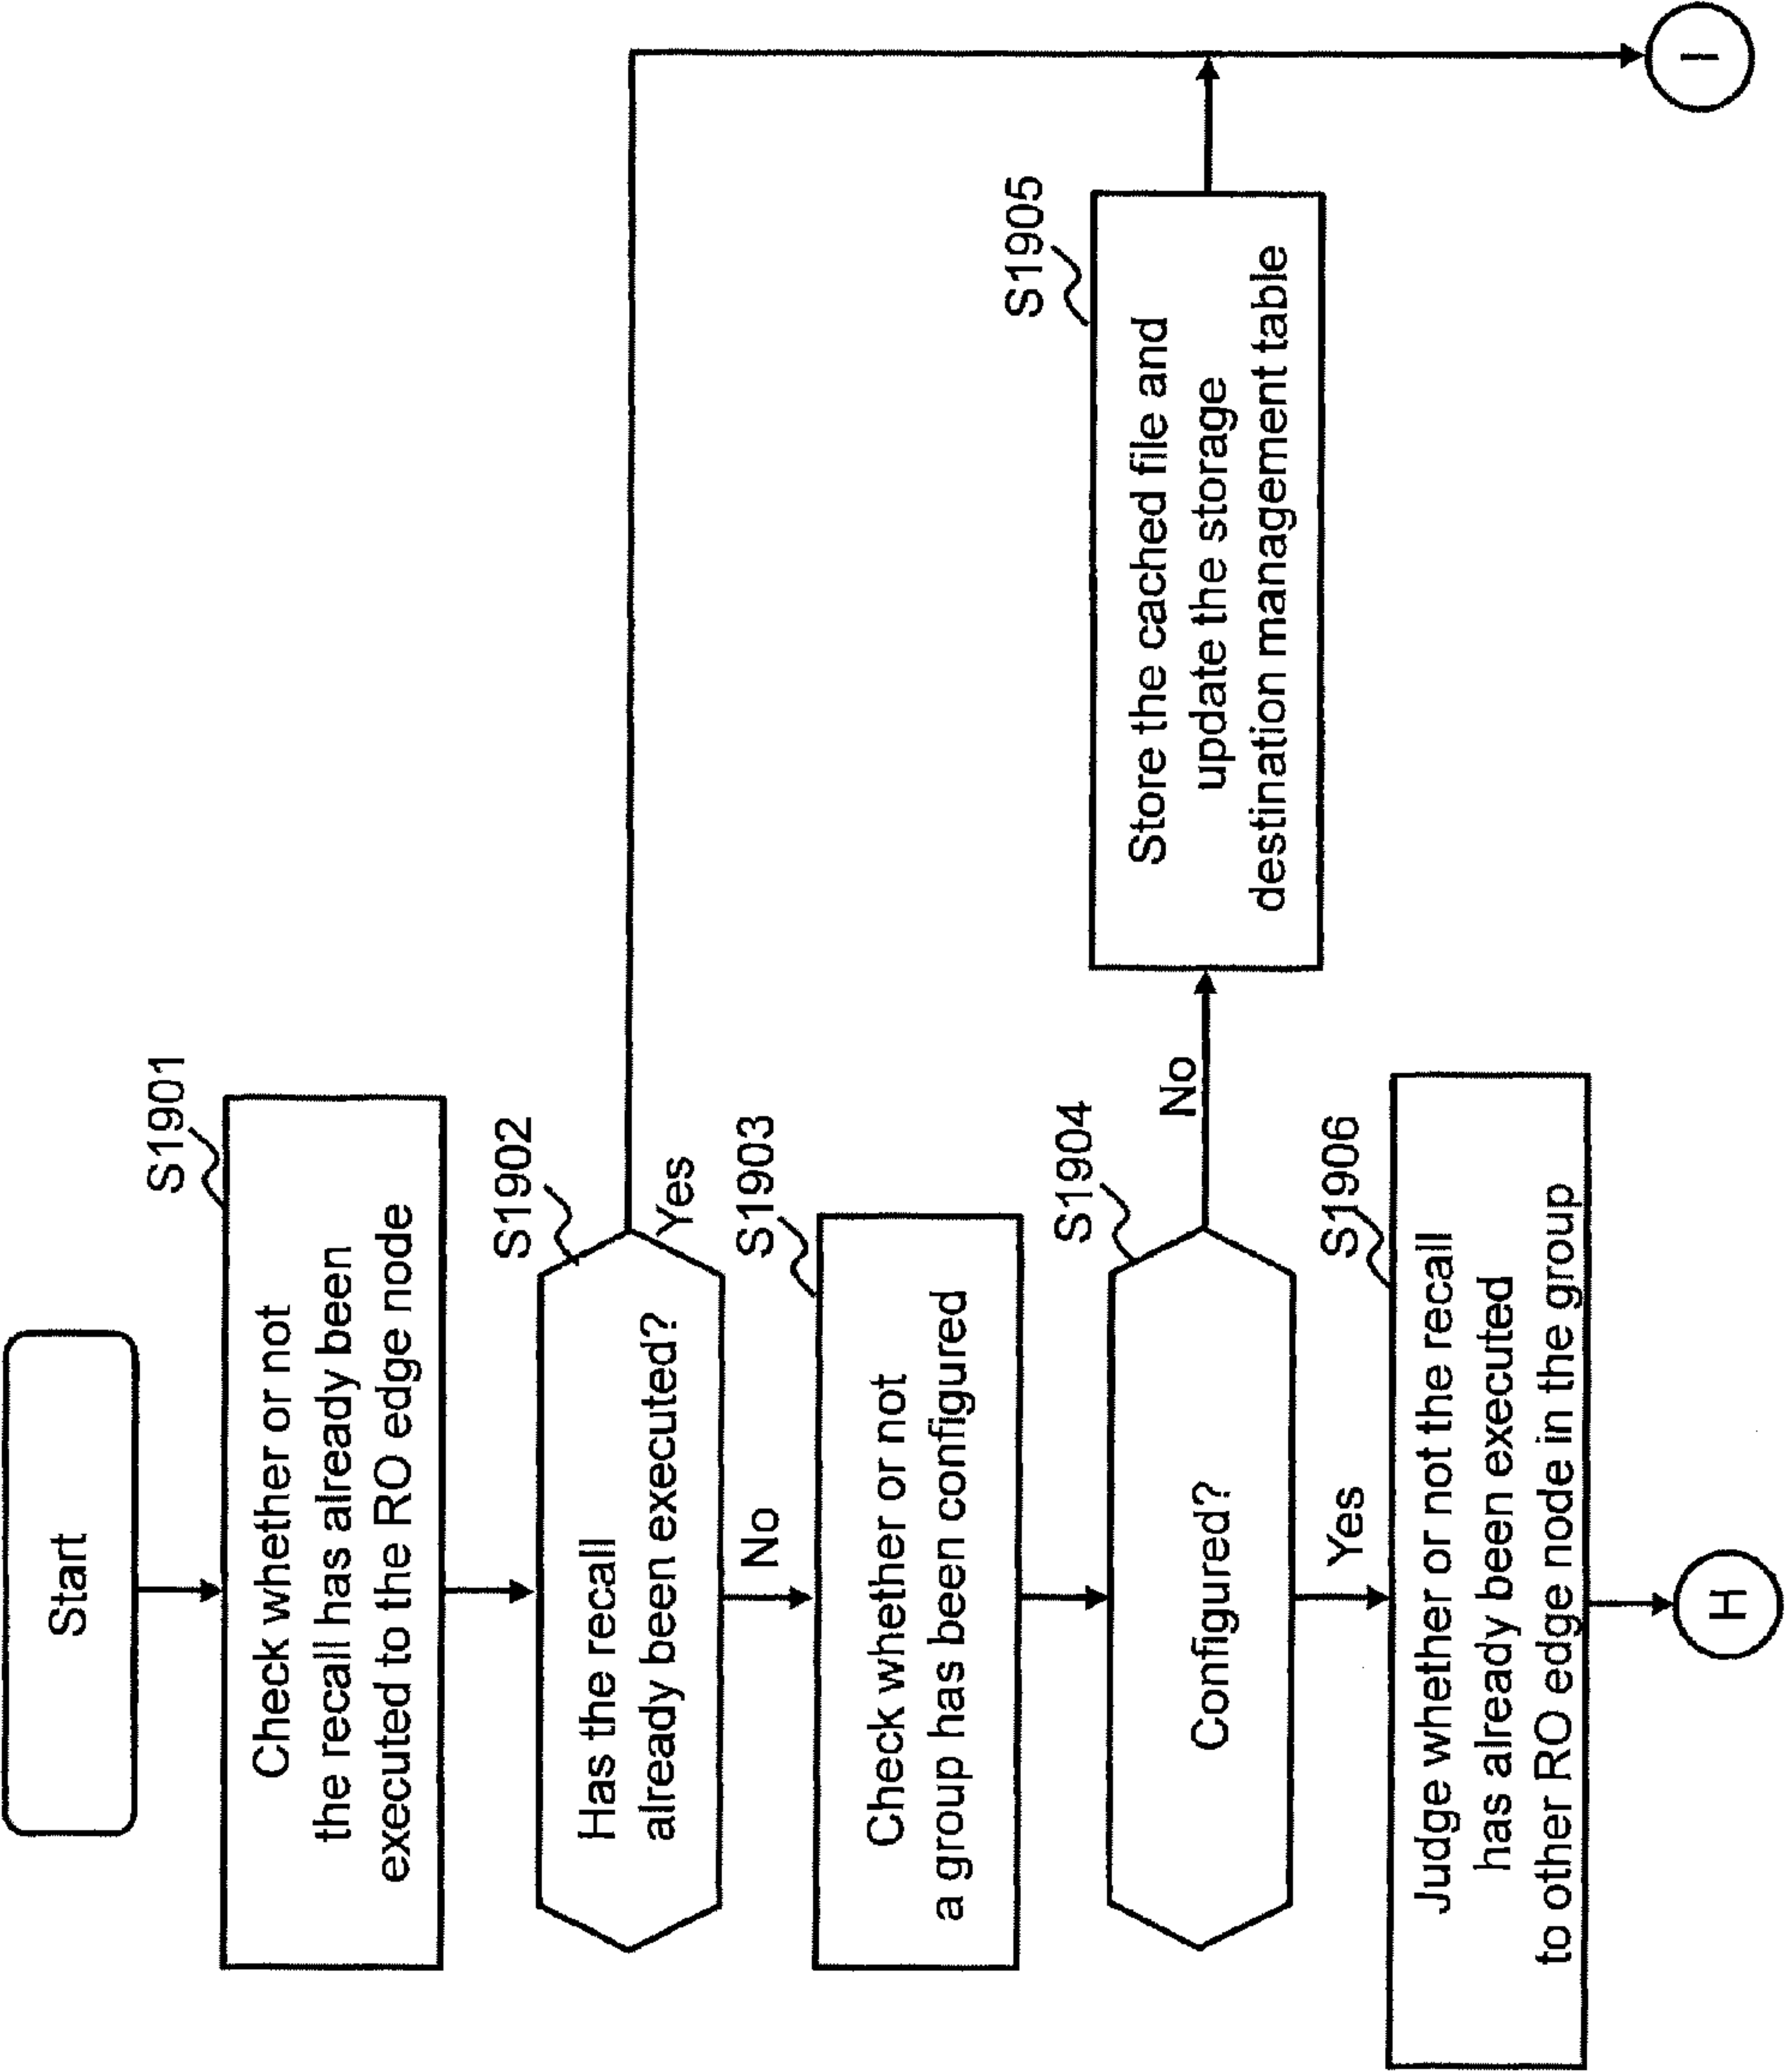 Start
S1901
Check whether or not
the recall has already been
executed to the RO edge node
S1902
Has the recall
already been executed?
Yes
No
S1903
Check whether or not
a group has been configured
S1904
Configured?
No
Yes
S1905
Store the cached file and
update the storage
destination management table
S1906
Judge whether or not the recall
has already been executed
to other RO edge node in the group
H
I